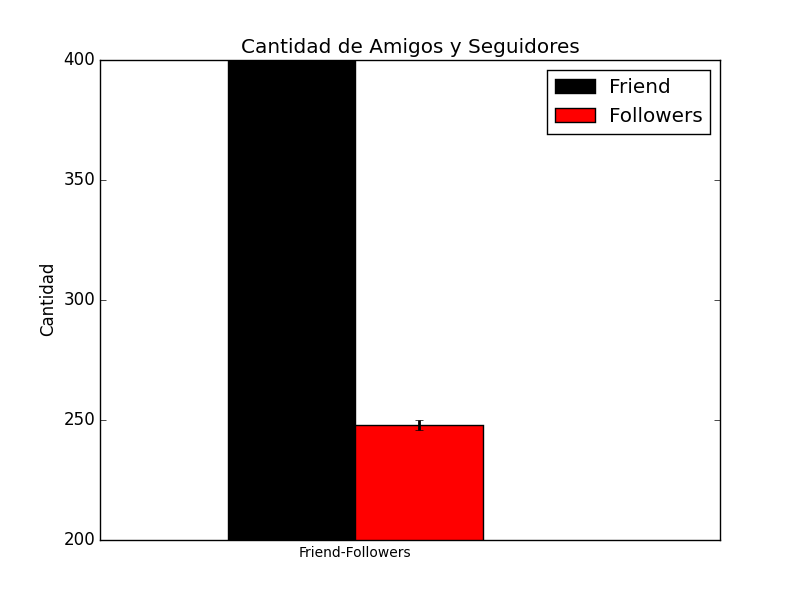 Cantidad de Amigos y Seguidores
400
350
300
250
200
Cantidad
Friend
Followers
Friend-Followers